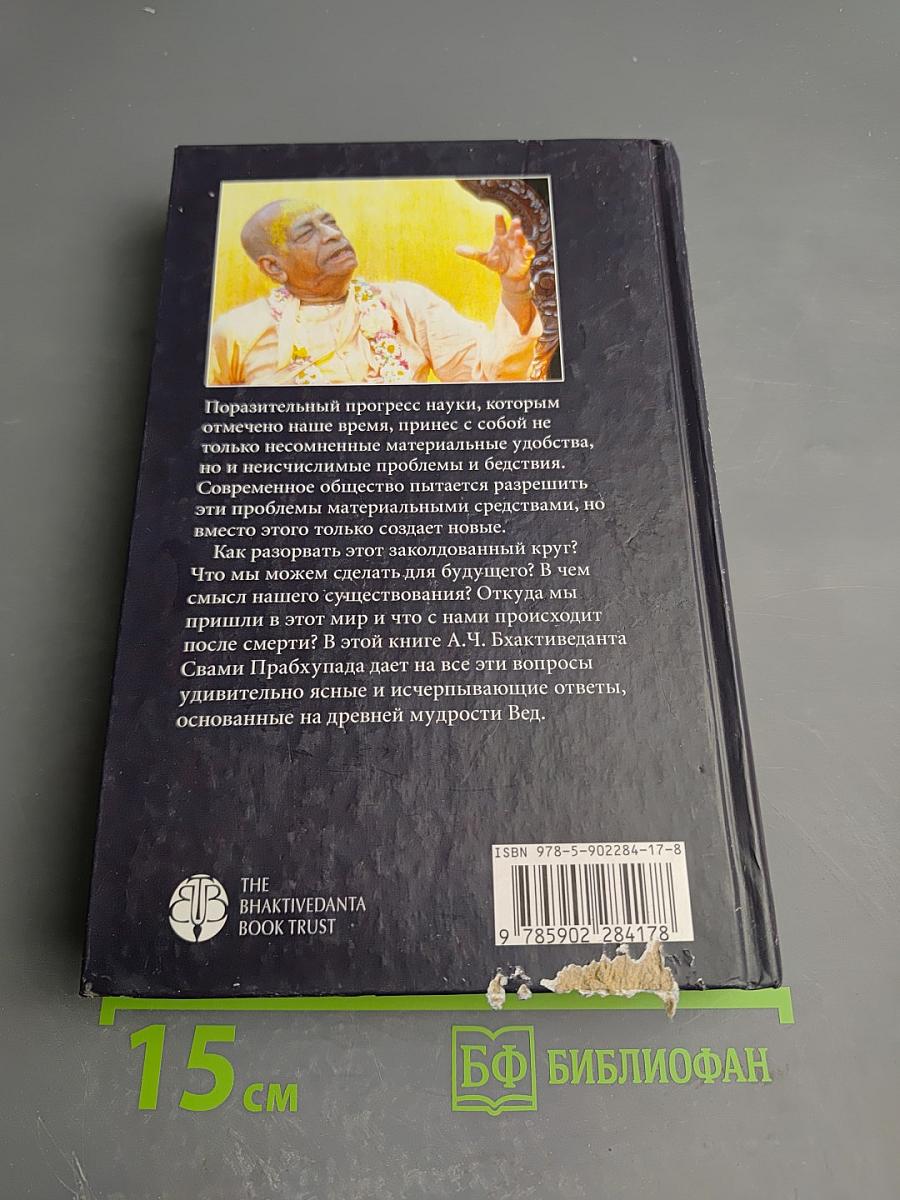 Поразительный прогресс науки, которым
отмечено наше время, принес с собой не
только несомненные материальные удобства,
но и неисчислимые проблемы и бедствия.
Современное общество пытается разрешить
эти проблемы материальными средствами, но
вместо этого только создает новые.
Как разорвать этот заколдованный круг?
Что мы можем сделать для будущего? В чем
смысл нашего существования? Откуда мы
пришли в этот мир и что с нами происходит
после смерти? В этой книге А.Ч. Бхактиведанта
Свами Прабхупада дает на все эти вопросы
удивительно ясные и исчерпывающие ответы,
основанные на древней мудрости Вед.
ISBN 978-5-902284-17-8
9 785902 284178
BTB
THE
BHAKTIVEDANTA
BOOK TRUST
15 см
БФ БИБЛИОФАН